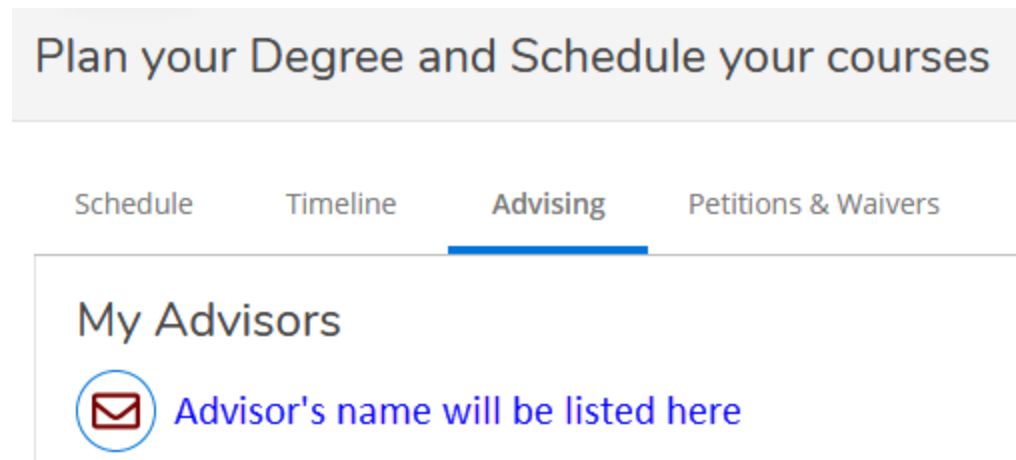 Plan your Degree and Schedule your courses
Schedule Timeline Advising Petitions & Waivers
My Advisors
Advisor's name will be listed here